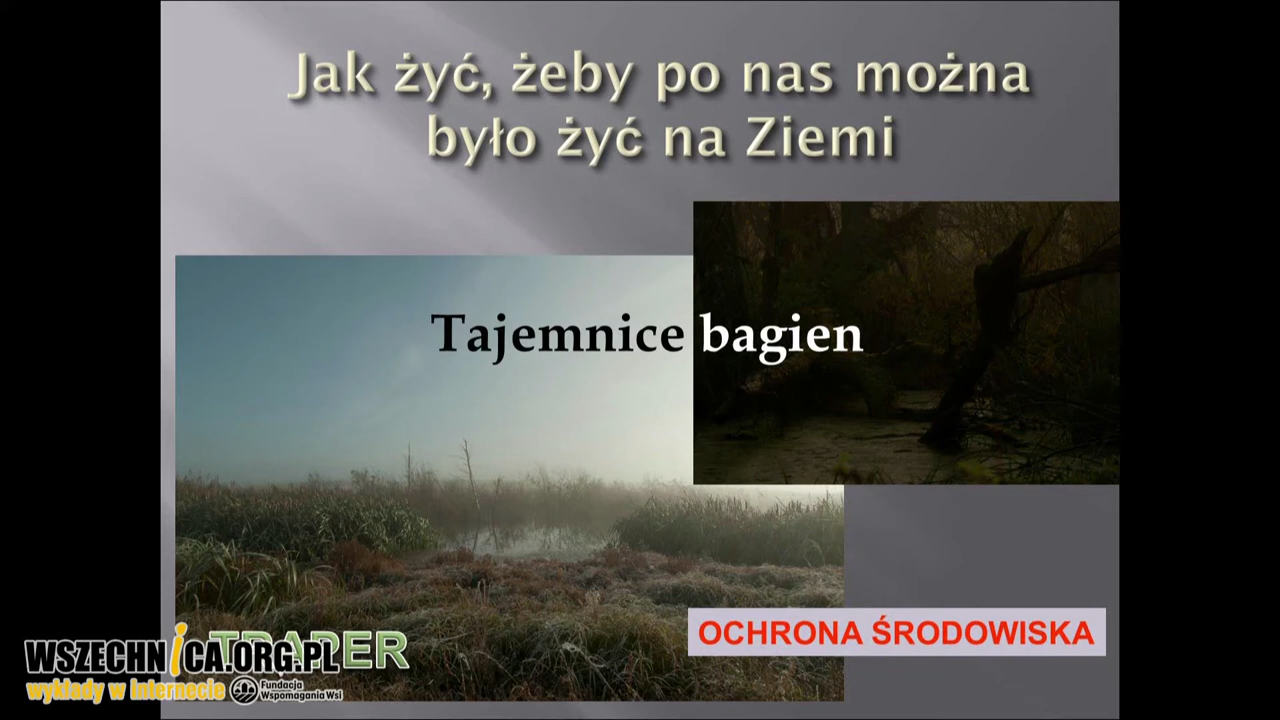 Jak żyć, żeby po nas można
było żyć na Ziemi
Tajemnice bagien
OCHRONA ŚRODOWISKA
WSZECHNICA.ORG.PL
wykłady w internecie
Fundacja
Wspomagania Wsi